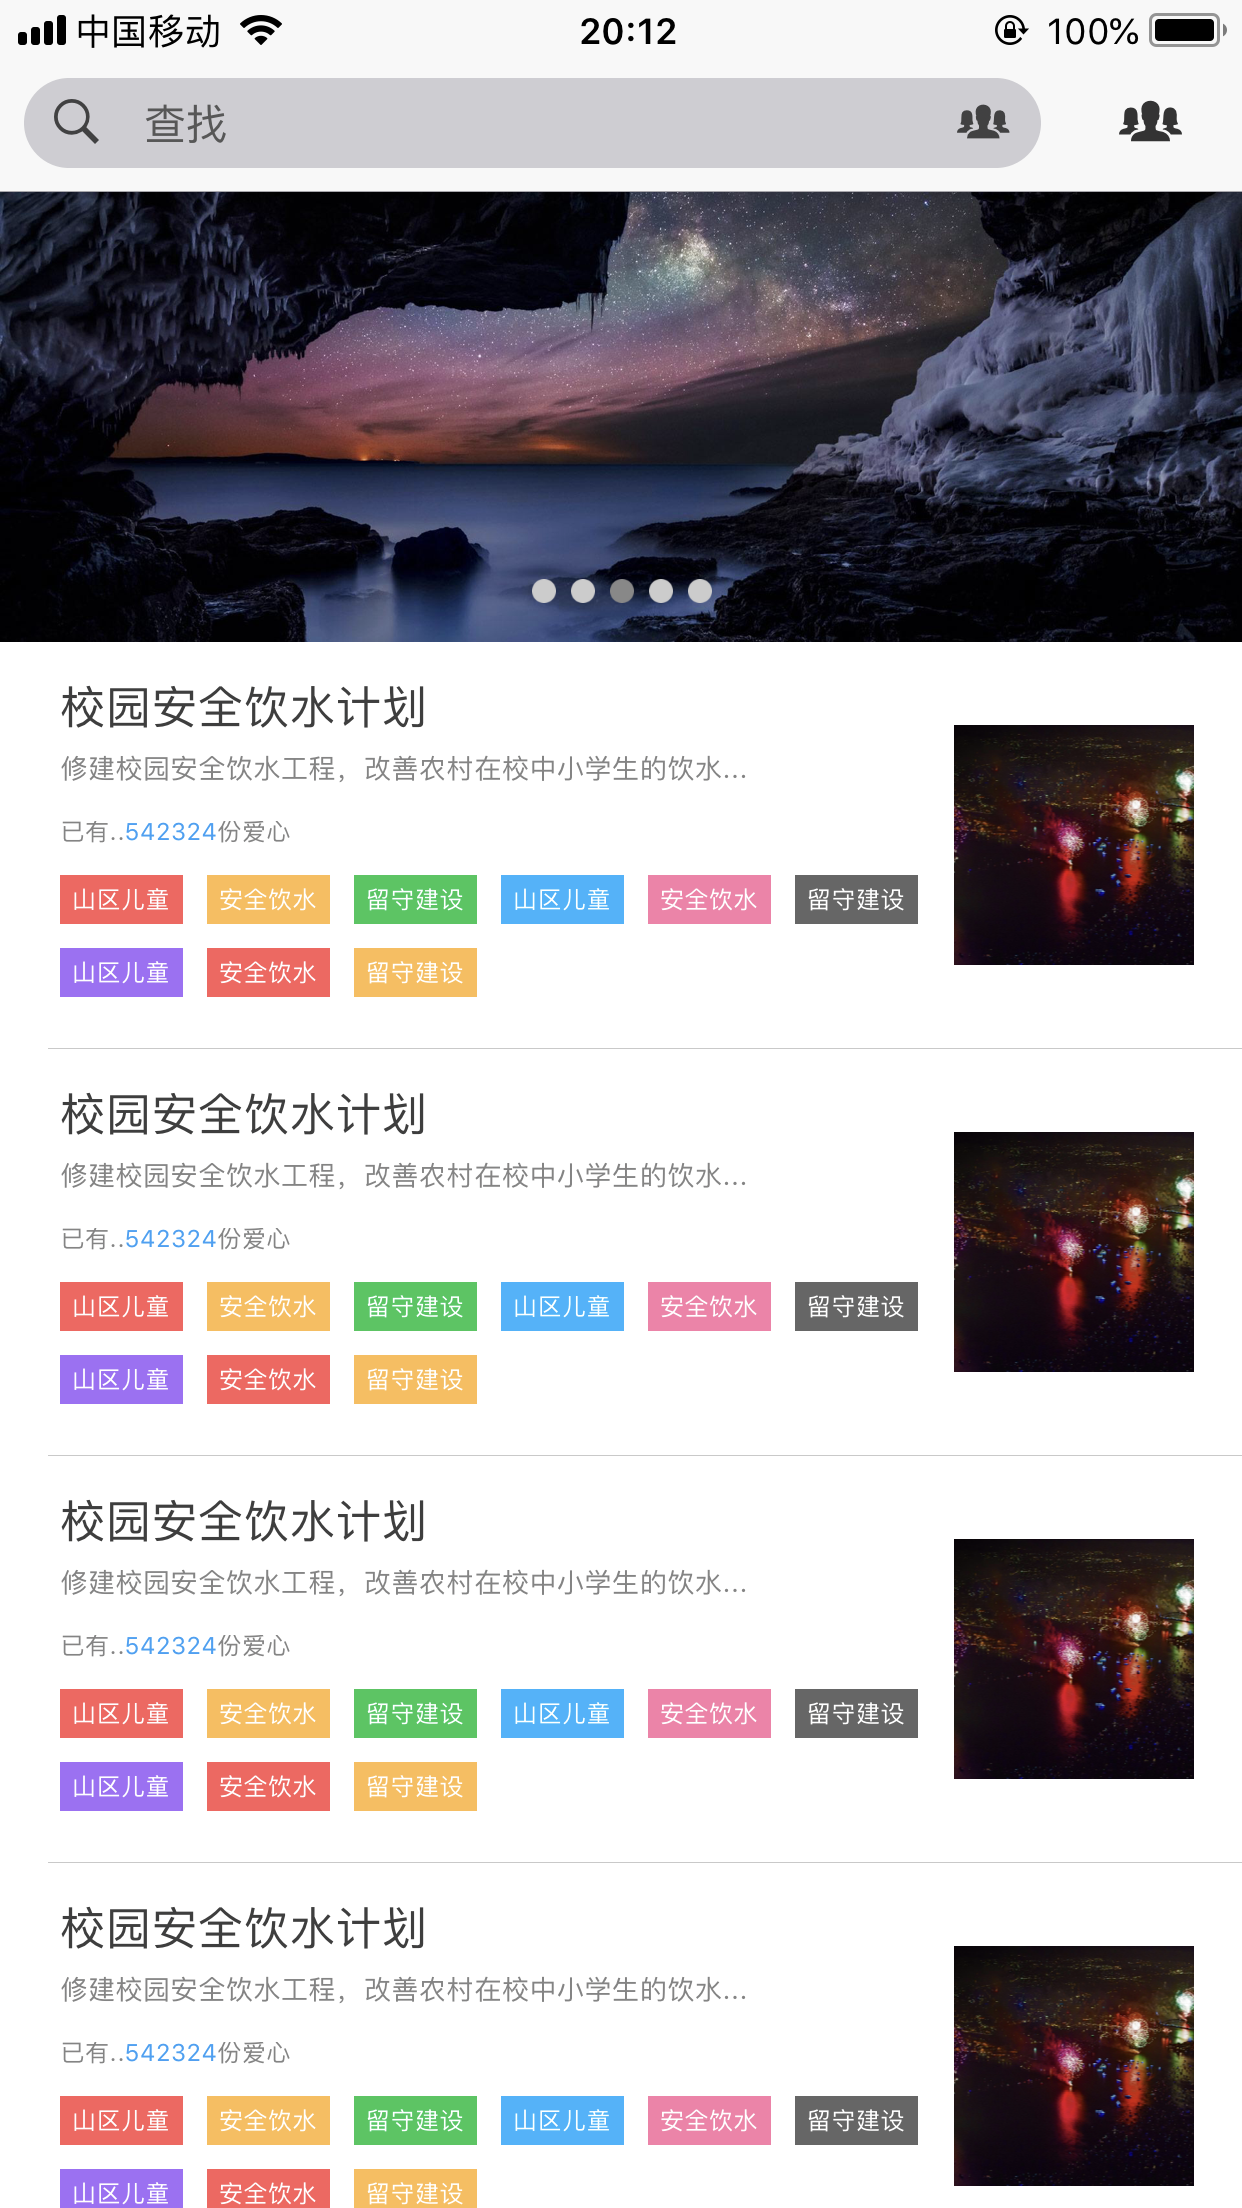 中国移动 20:12 100%
查找
校园安全饮水计划
修建校园安全饮水工程，改善农村在校中小学生的饮水...
已有..542324份爱心
山区儿童 安全饮水 留守建设 山区儿童 安全饮水 留守建设
山区儿童 安全饮水 留守建设
校园安全饮水计划
修建校园安全饮水工程，改善农村在校中小学生的饮水...
已有..542324份爱心
山区儿童 安全饮水 留守建设 山区儿童 安全饮水 留守建设
山区儿童 安全饮水 留守建设
校园安全饮水计划
修建校园安全饮水工程，改善农村在校中小学生的饮水...
已有..542324份爱心
山区儿童 安全饮水 留守建设 山区儿童 安全饮水 留守建设
山区儿童 安全饮水 留守建设
校园安全饮水计划
修建校园安全饮水工程，改善农村在校中小学生的饮水...
已有..542324份爱心
山区儿童 安全饮水 留守建设 山区儿童 安全饮水 留守建设
山区儿童 安全饮水 留守建设